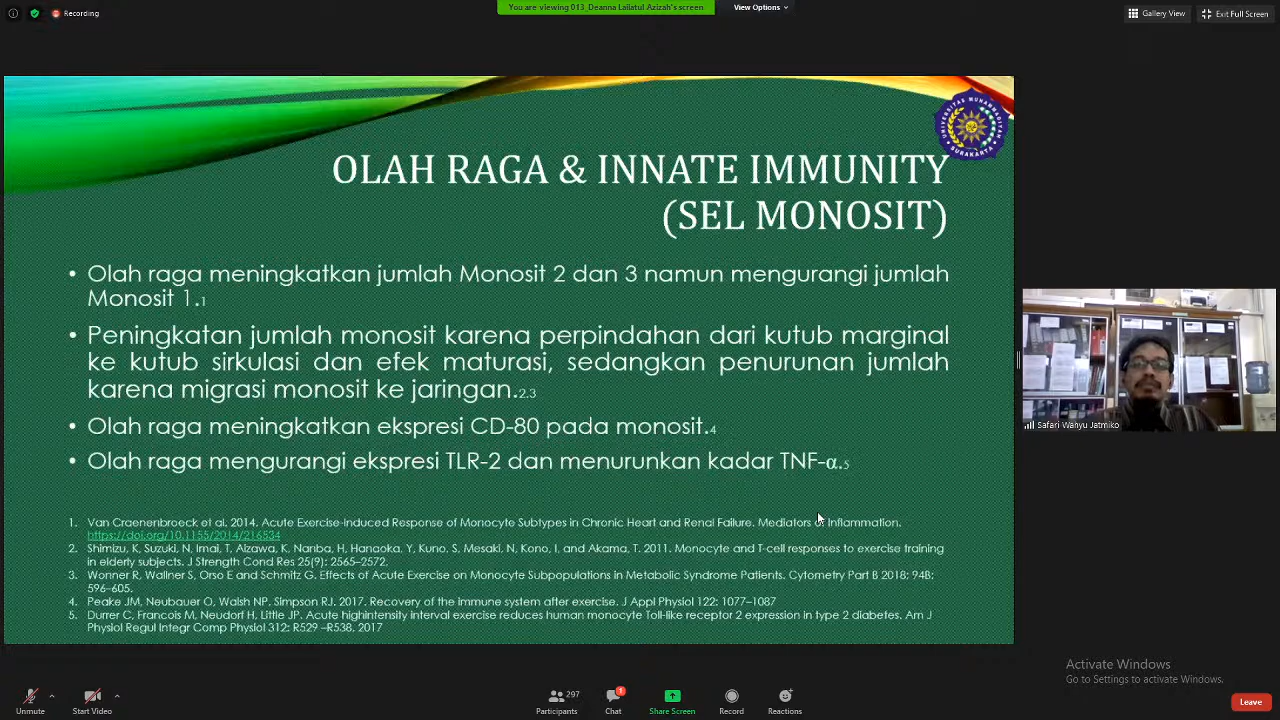 Recording
You are viewing 013_Deanna Lailatul Azizah's screen
View Options
Gallery View
Exit Full Screen
UNIVERSITAS MUHAMMADIYAH
SURAKARTA
OLAH RAGA & INNATE IMMUNITY
(SEL MONOSIT)
• Olah raga meningkatkan jumlah Monosit 2 dan 3 namun mengurangi jumlah
Monosit 1.1
• Peningkatan jumlah monosit karena perpindahan dari kutub marginal
ke kutub sirkulasi dan efek maturasi, sedangkan penurunan jumlah
karena migrasi monosit ke jaringan.2,3
• Olah raga meningkatkan ekspresi CD-80 pada monosit.4
• Olah raga mengurangi ekspresi TLR-2 dan menurunkan kadar TNF-α.5
1. Van Craenenbroeck et al. 2014. Acute Exercise-Induced Response of Monocyte Subtypes in Chronic Heart and Renal Failure. Mediators of Inflammation.
https://doi.org/10.1155/2014/216534
2. Shimizu, K, Suzuki, N, Imai, T, Aizawa, K, Nanba, H, Hanaoka, Y, Kuno, S, Mesaki, N, Kono, I, and Akama, T. 2011. Monocyte and T-cell responses to exercise training
in elderly subjects. J Strength Cond Res 25(9): 2565–2572,
3. Wonner R, Wallner S, Orso E and Schmitz G. Effects of Acute Exercise on Monocyte Subpopulations in Metabolic Syndrome Patients. Cytometry Part B 2018; 94B:
596–605.
4. Peake JM, Neubauer O, Walsh NP, Simpson RJ. 2017. Recovery of the immune system after exercise. J Appl Physiol 122: 1077–1087
5. Durrer C, Francois M, Neudorf H, Little JP. Acute highintensity interval exercise reduces human monocyte Toll-like receptor 2 expression in type 2 diabetes. Am J
Physiol Regul Integr Comp Physiol 312: R529 –R538, 2017
Safari Wahyu Jatmiko
Activate Windows
Go to Settings to activate Windows.
Unmute
Start Video
297
Participants
1
Chat
Share Screen
Record
Reactions
Leave